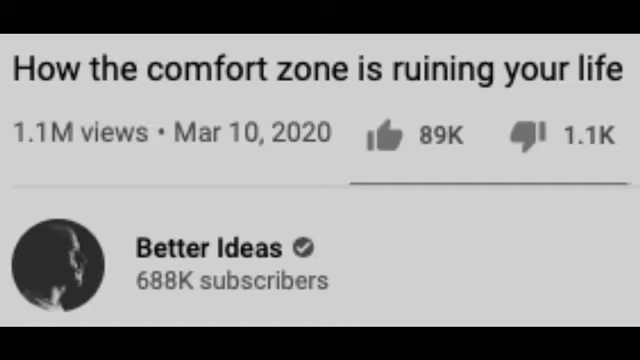 How the comfort zone is ruining your life
1.1M views • Mar 10, 2020 89K 1.1K
Better Ideas
688K subscribers